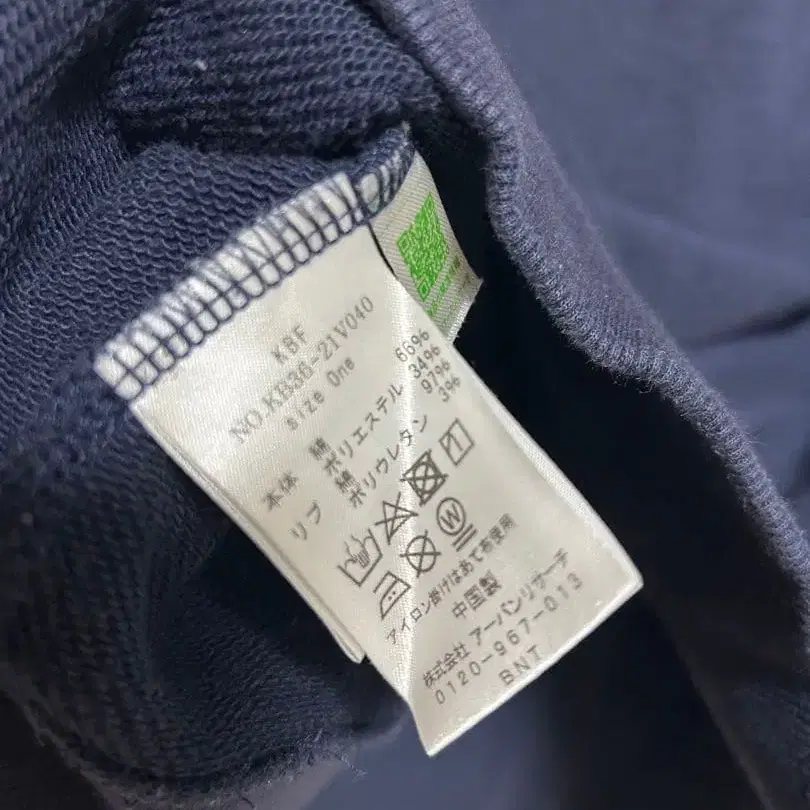 KBF
NO.KB36-21V040
size One
本体 綿 66%
ポリエステル 34%
リブ 綿 97%
ポリウレタン 3%
アイロン掛けはあて布使用
中国製
株式会社 アーバンリサーチ
0120-967-013
BNT